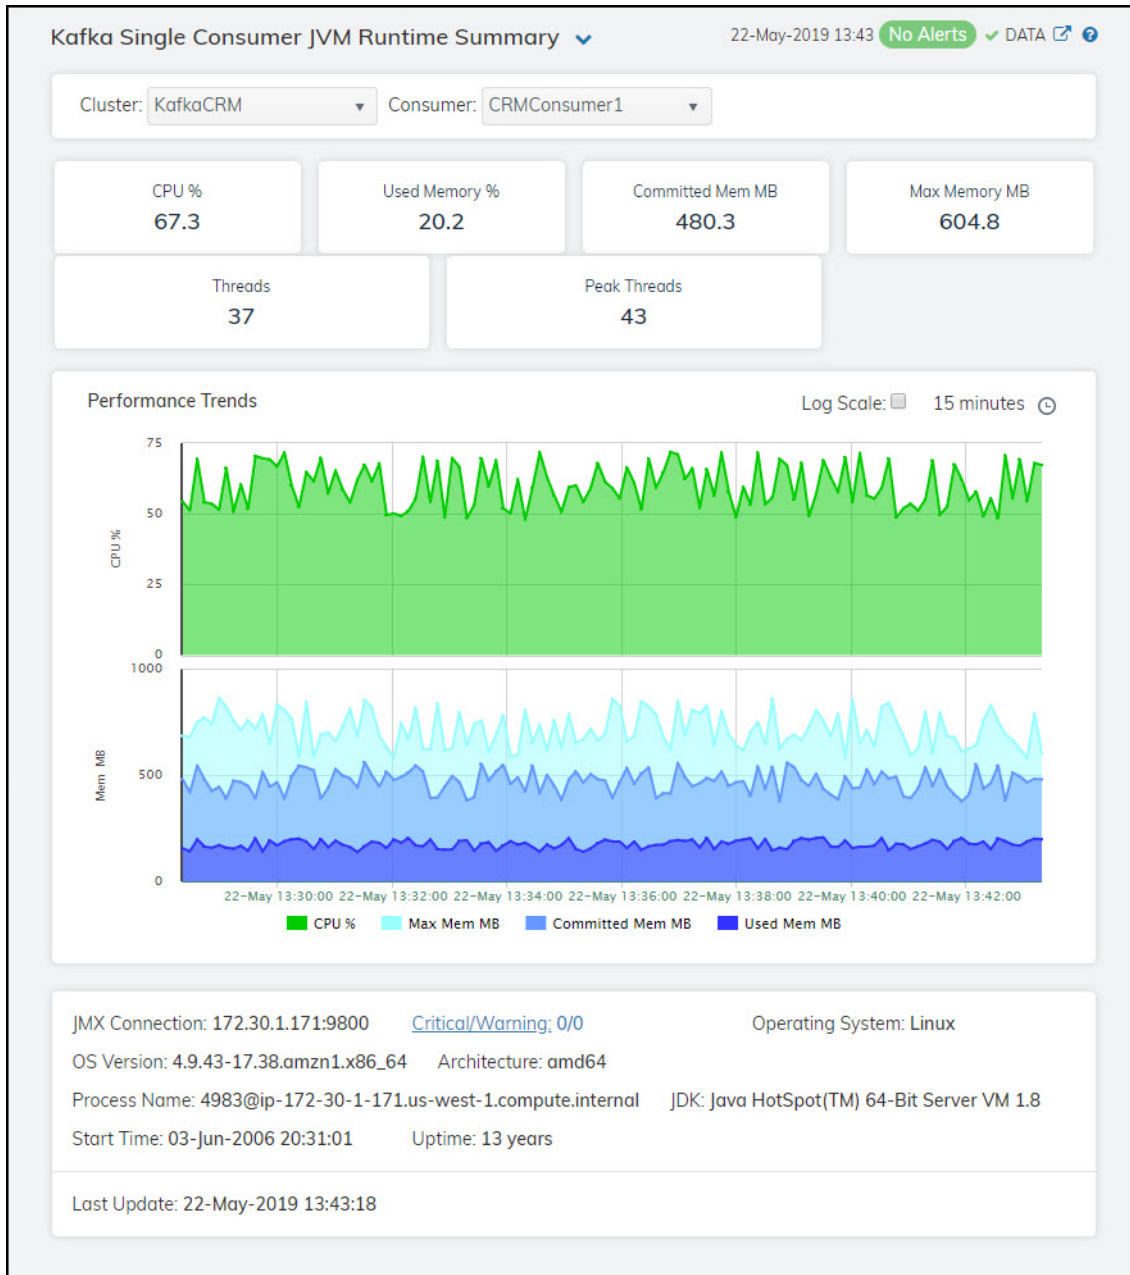 Kafka Single Consumer JVM Runtime Summary 22-May-2019 13:43 No Alerts DATA
Cluster: KafkaCRM Consumer: CRMConsumer1
CPU % Used Memory % Committed Mem MB Max Memory MB
67.3 20.2 480.3 604.8
Threads Peak Threads
37 43
Performance Trends Log Scale: 15 minutes
75
50
25
0
CPU %
1000
500
0
Mem MB
22-May 13:30:00 22-May 13:32:00 22-May 13:34:00 22-May 13:36:00 22-May 13:38:00 22-May 13:40:00 22-May 13:42:00
CPU % Max Mem MB Committed Mem MB Used Mem MB
JMX Connection: 172.30.1.171:9800 Critical/Warning: 0/0 Operating System: Linux
OS Version: 4.9.43-17.38.amzn1.x86_64 Architecture: amd64
Process Name: 4983@ip-172-30-1-171.us-west-1.compute.internal JDK: Java HotSpot(TM) 64-Bit Server VM 1.8
Start Time: 03-Jun-2006 20:31:01 Uptime: 13 years
Last Update: 22-May-2019 13:43:18